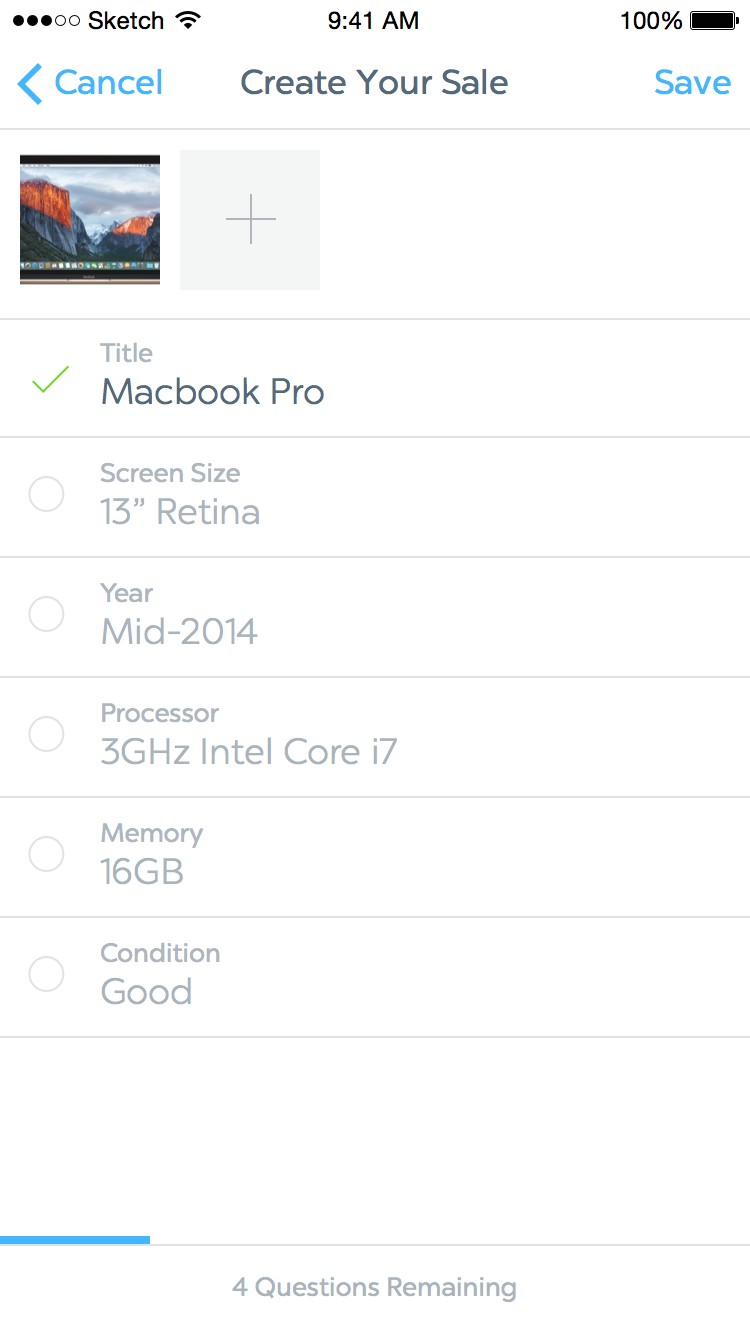 Sketch 9:41 AM 100%
Cancel Create Your Sale Save
Title
Macbook Pro
Screen Size
13” Retina
Year
Mid-2014
Processor
3GHz Intel Core i7
Memory
16GB
Condition
Good
4 Questions Remaining